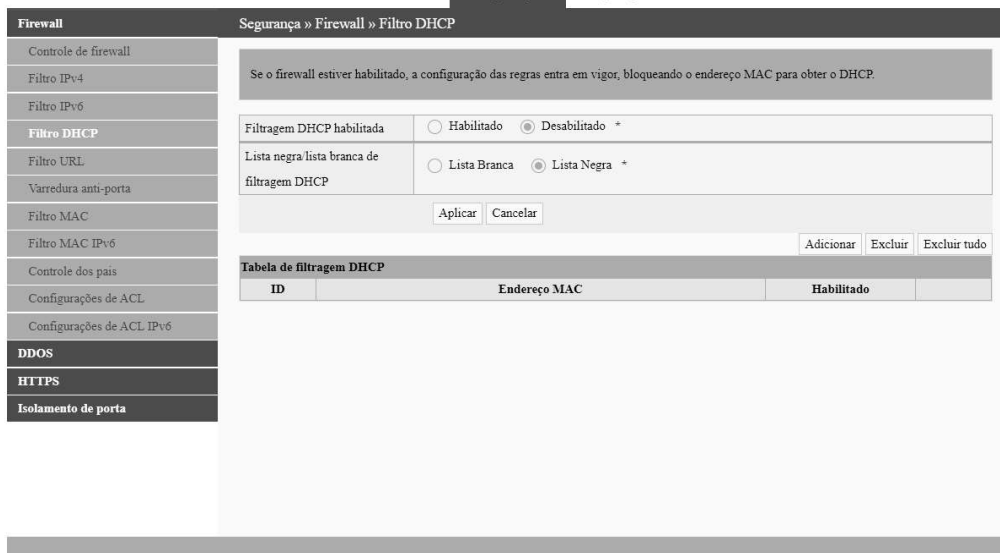 Firewall
Segurança » Firewall » Filtro DHCP
Controle de firewall
Filtro IPv4
Filtro IPv6
Filtro DHCP
Filtro URL
Varredura anti-porta
Filtro MAC
Filtro MAC IPv6
Controle dos pais
Configurações de ACL
Configurações de ACL IPv6
DDOS
HTTPS
Isolamento de porta
Se o firewall estiver habilitado, a configuração das regras entra em vigor, bloqueando o endereço MAC para obter o DHCP.
Filtragem DHCP habilitada Habilitado Desabilitado *
Lista negra/lista branca de
filtragem DHCP
Lista Branca Lista Negra *
Aplicar Cancelar
Adicionar Excluir Excluir tudo
Tabela de filtragem DHCP
ID Endereço MAC Habilitado